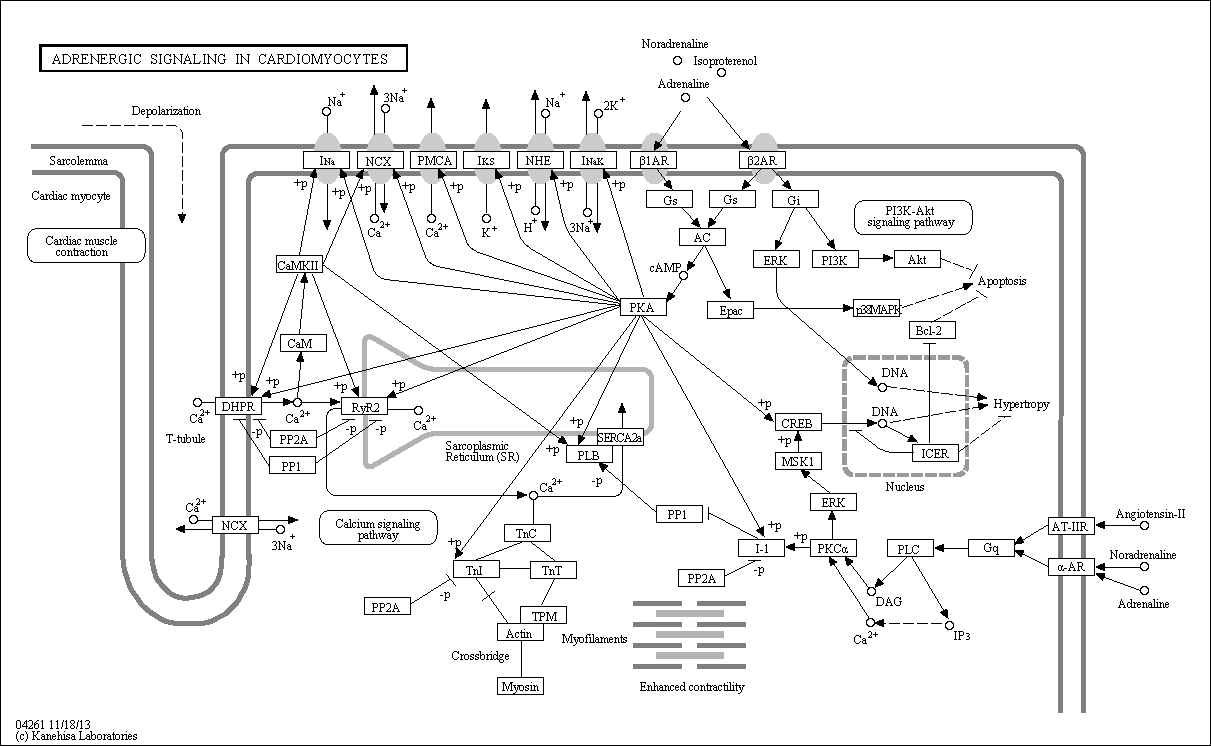 ADRENERGIC SIGNALING IN CARDIOMYOCYTES
Noradrenaline
Isoproterenol
Adrenaline
Depolarization
Na+
3Na+
Na+
2K+
Sarcolemma
INa
NCX
PMCA
IKs
NHE
INaK
β1AR
β2AR
+p
+p
+p
+p
+p
+p
+p
Cardiac myocyte
Gs
Gs
Gi
PI3K-Akt
signaling pathway
Ca2+
Ca2+
K+
H+
3Na+
Cardiac muscle
contraction
AC
CaMKII
cAMP
ERK
PI3K
Akt
Apoptosis
PKA
Epac
p38MAPK
Bcl-2
CaM
+p
+p
+p
DNA
Ca2+
DHPR
Ca2+
RyR2
Ca2+
+p
DNA
Hypertropy
T-tubule
-p
PP2A
-p
-p
+p
CREB
SERCA2a
+p
Sarcoplasmic
Reticulum (SR)
+p
PLB
ICER
PP1
MSK1
-p
Nucleus
Ca2+
Ca2+
ERK
PP1
Calcium signaling
pathway
NCX
3Na+
TnC
+p
+p
+p
I-1
PKCα
PLC
Gq
AT-IIR
Angiotensin-II
TnI
TnT
-p
PP2A
α-AR
Noradrenaline
Adrenaline
-p
PP2A
DAG
TPM
Actin
Myofilaments
Ca2+
IP3
Crossbridge
Myosin
Enhanced contractility
04261 11/18/13
(c) Kanehisa Laboratories